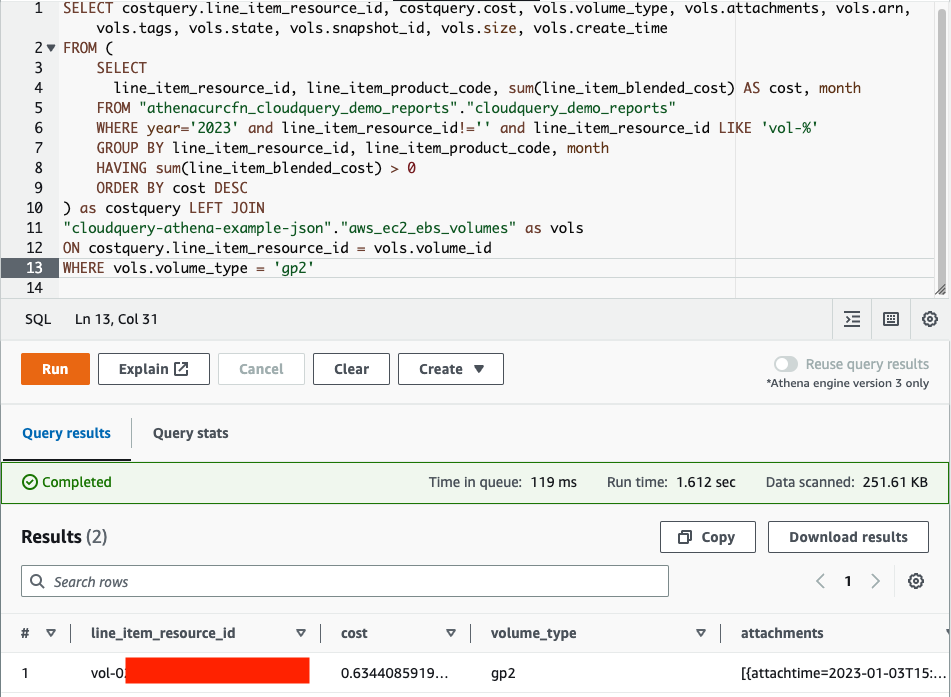 1 SELECT costquery.line_item_resource_id, costquery.cost, vols.volume_type, vols.attachments, vols.arn,
vols.tags, vols.state, vols.snapshot_id, vols.size, vols.create_time
2 FROM (
3 SELECT
4 line_item_resource_id, line_item_product_code, sum(line_item_blended_cost) AS cost, month
5 FROM "athenacurcfn_cloudquery_demo_reports"."cloudquery_demo_reports"
6 WHERE year='2023' and line_item_resource_id!='' and line_item_resource_id LIKE 'vol-%'
7 GROUP BY line_item_resource_id, line_item_product_code, month
8 HAVING sum(line_item_blended_cost) > 0
9 ORDER BY cost DESC
10 ) as costquery LEFT JOIN
11 "cloudquery-athena-example-json"."aws_ec2_ebs_volumes" as vols
12 ON costquery.line_item_resource_id = vols.volume_id
13 WHERE vols.volume_type = 'gp2'
14
SQL Ln 13, Col 31
Run Explain Cancel Clear Create Reuse query results
*Athena engine version 3 only
Query results Query stats
Completed Time in queue: 119 ms Run time: 1.612 sec Data scanned: 251.61 KB
Results (2) Copy Download results
Search rows 1
# line_item_resource_id cost volume_type attachments
1 vol-0 0.6344085919... gp2 [{attachtime=2023-01-03T15:...